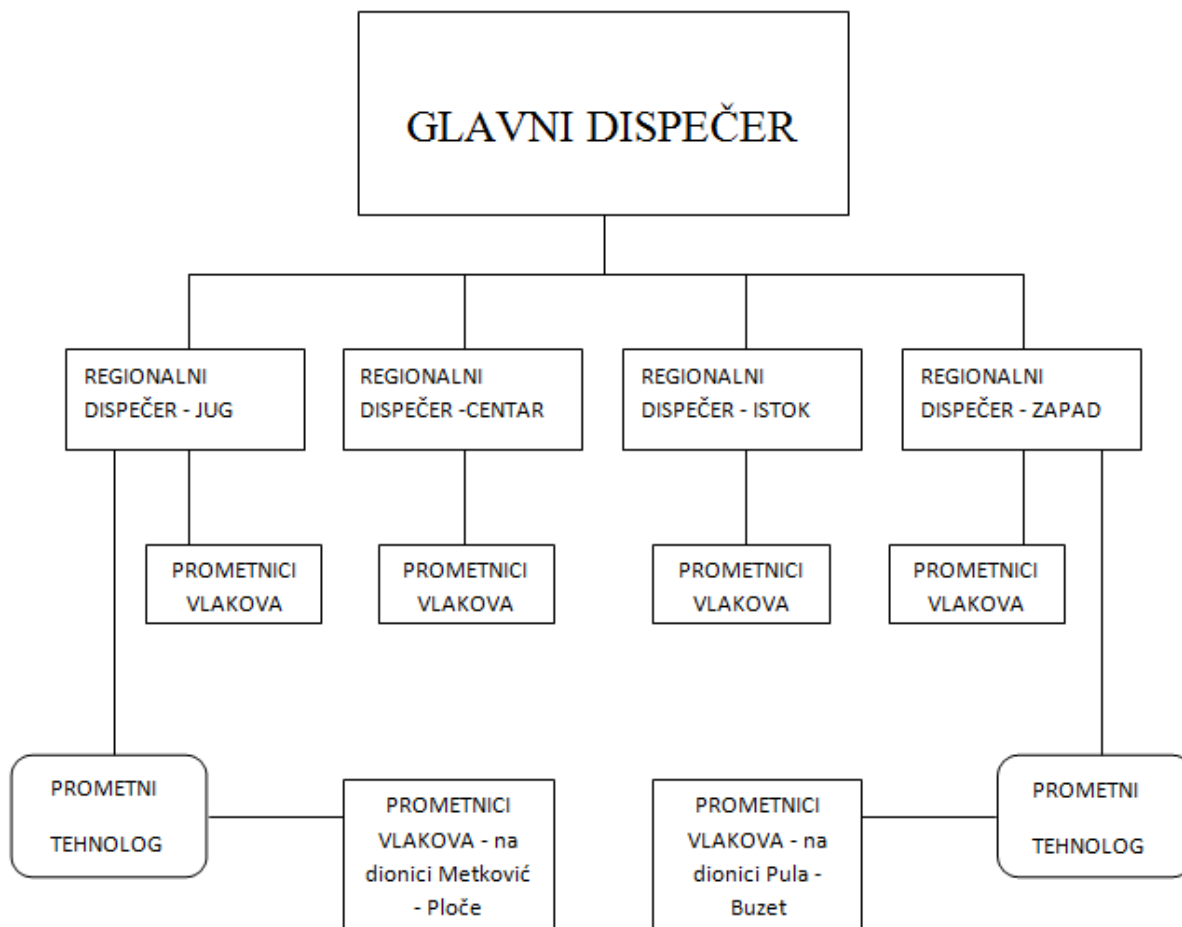 GLAVNI DISPEČER
REGIONALNI
DISPEČER - JUG
REGIONALNI
DISPEČER -CENTAR
REGIONALNI
DISPEČER - ISTOK
REGIONALNI
DISPEČER - ZAPAD
PROMETNICI
VLAKOVA
PROMETNICI
VLAKOVA
PROMETNICI
VLAKOVA
PROMETNICI
VLAKOVA
PROMETNI
TEHNOLOG
PROMETNICI
VLAKOVA - na
dionici Metković
- Ploče
PROMETNICI
VLAKOVA - na
dionici Pula -
Buzet
PROMETNI
TEHNOLOG